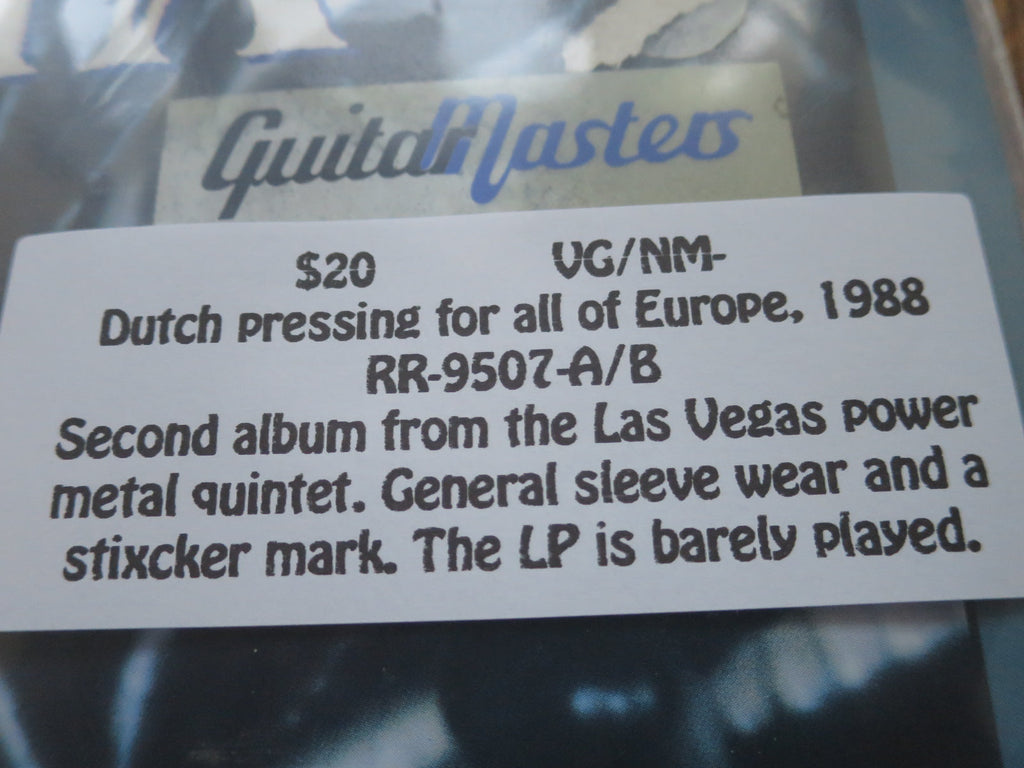 GuitarMasters
$20 VG/NM-
Dutch pressing for all of Europe, 1988
RR-9507-A/B
Second album from the Las Vegas power
metal quintet. General sleeve wear and a
stixcker mark. The LP is barely played.